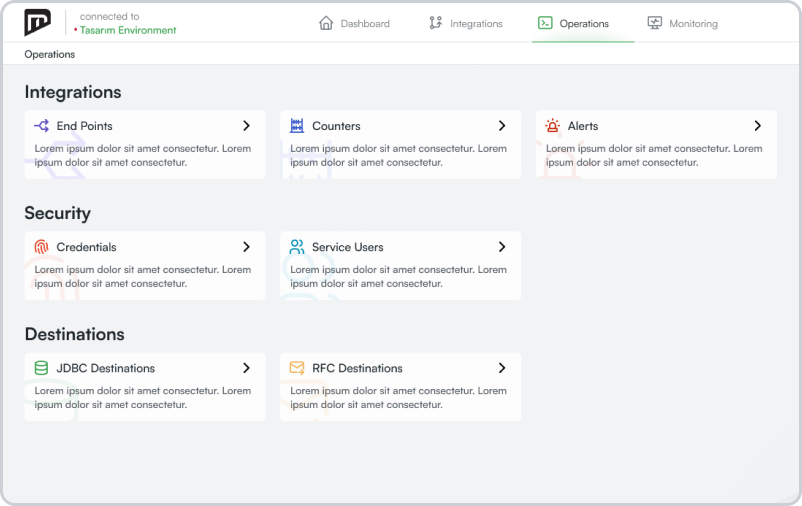 connected to
Tasarım Environment
Dashboard
Integrations
Operations
Monitoring
Operations
Integrations
End Points
Lorem ipsum dolor sit amet consectetur. Lorem
ipsum dolor sit amet consectetur.
Counters
Lorem ipsum dolor sit amet consectetur. Lorem
ipsum dolor sit amet consectetur.
Alerts
Lorem ipsum dolor sit amet consectetur. Lorem
ipsum dolor sit amet consectetur.
Security
Credentials
Lorem ipsum dolor sit amet consectetur. Lorem
ipsum dolor sit amet consectetur.
Service Users
Lorem ipsum dolor sit amet consectetur. Lorem
ipsum dolor sit amet consectetur.
Destinations
JDBC Destinations
Lorem ipsum dolor sit amet consectetur. Lorem
ipsum dolor sit amet consectetur.
RFC Destinations
Lorem ipsum dolor sit amet consectetur. Lorem
ipsum dolor sit amet consectetur.